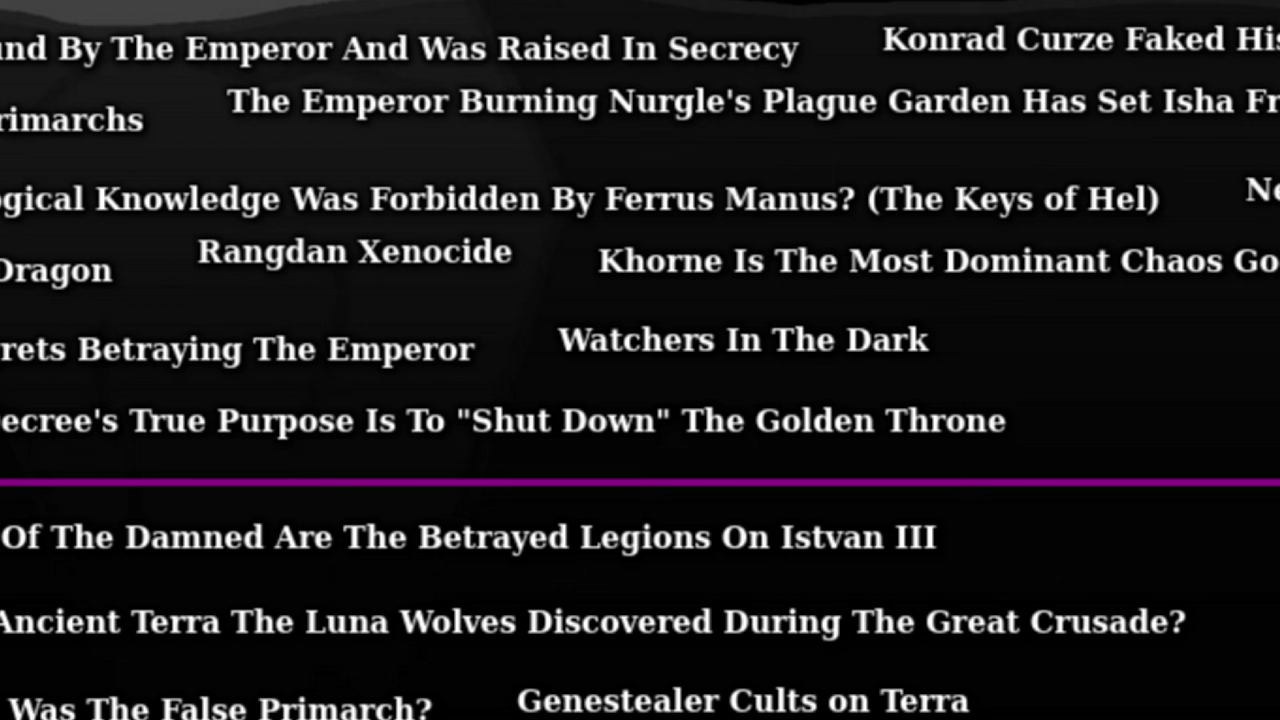 und By The Emperor And Was Raised In Secrecy
Konrad Curze Faked His
rimarchs
The Emperor Burning Nurgle's Plague Garden Has Set Isha Fr
ogical Knowledge Was Forbidden By Ferrus Manus? (The Keys of Hel)
Ne
Dragon
Rangdan Xenocide
Khorne Is The Most Dominant Chaos Go
rets Betraying The Emperor
Watchers In The Dark
ecree's True Purpose Is To "Shut Down" The Golden Throne
Of The Damned Are The Betrayed Legions On Istvan III
Ancient Terra The Luna Wolves Discovered During The Great Crusade?
Was The False Primarch?
Genestealer Cults on Terra